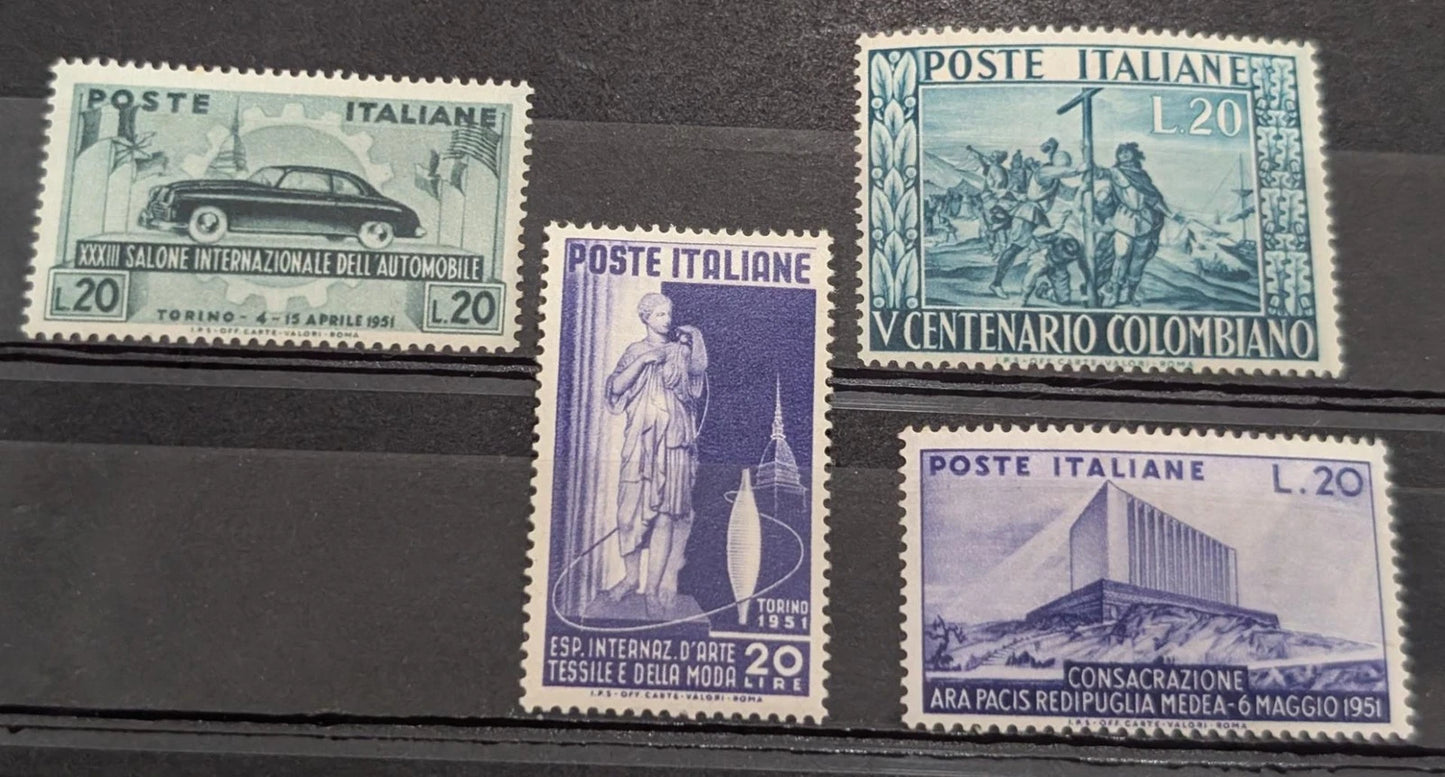 POSTE ITALIANE
XXXIII SALONE INTERNAZIONALE DELL'AUTOMOBILE
L.20 L.20
TORINO - 4 - 15 APRILE 1951
I.P.S - OFF. CARTE - VALORI - ROMA
POSTE ITALIANE
L.20
V CENTENARIO COLOMBIANO
I.P.S - OFF. CARTE - VALORI - ROMA
POSTE ITALIANE
TORINO
1951
ESP. INTERNAZ. D'ARTE
TESSILE E DELLA MODA
20
LIRE
I.P.S - OFF. CARTE - VALORI - ROMA
POSTE ITALIANE L.20
CONSACRAZIONE
ARA PACIS REDIPUGLIA MEDEA - 6 MAGGIO 1951
I.P.S - OFF. CARTE - VALORI - ROMA